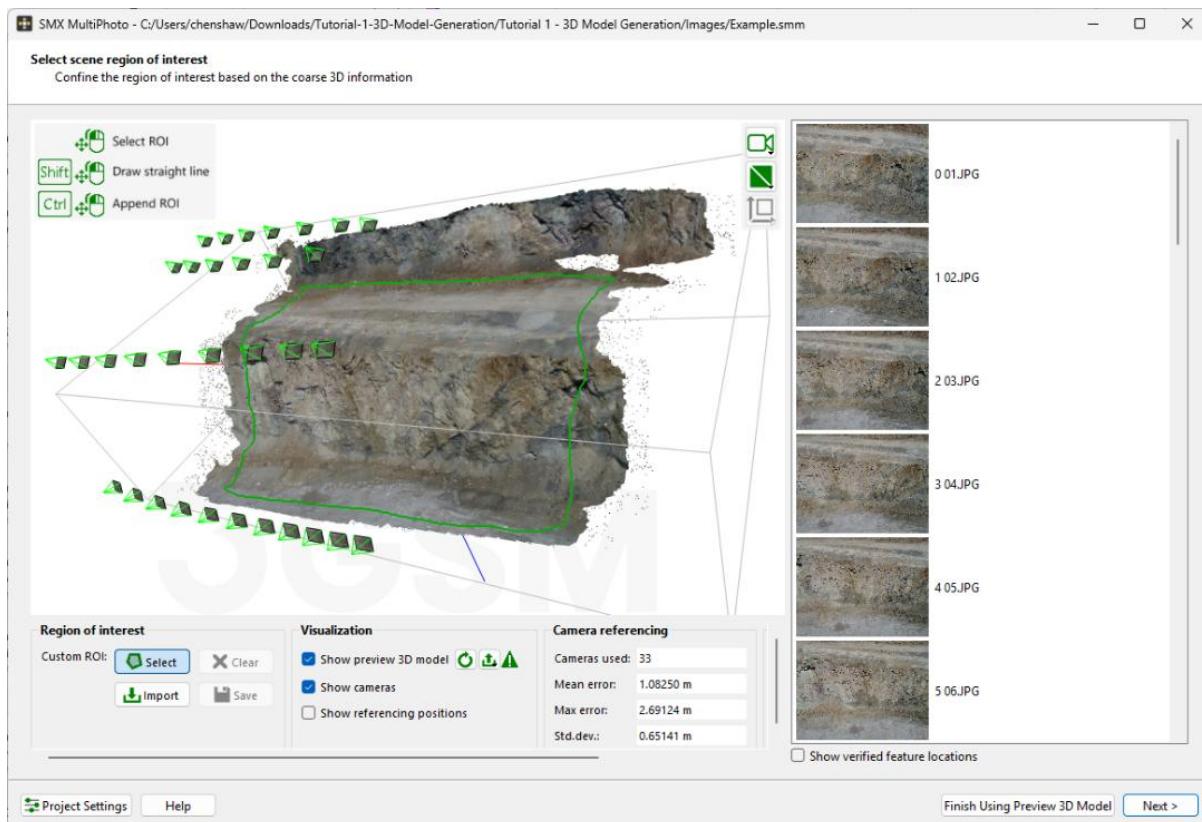 SMX MultiPhoto - C:/Users/chenshaw/Downloads/Tutorial-1-3D-Model-Generation/Tutorial 1 - 3D Model Generation/Images/Example.smm
Select scene region of interest
Confine the region of interest based on the coarse 3D information
Select ROI
Shift Draw straight line
Ctrl Append ROI
3GSM
0 01.JPG
1 02.JPG
2 03.JPG
3 04.JPG
4 05.JPG
5 06.JPG
Region of interest
Custom ROI: Select Clear
Import Save
Visualization
Show preview 3D model
Show cameras
Show referencing positions
Camera referencing
Cameras used: 33
Mean error: 1.08250 m
Max error: 2.69124 m
Std.dev.: 0.65141 m
Show verified feature locations
Project Settings Help Finish Using Preview 3D Model Next >